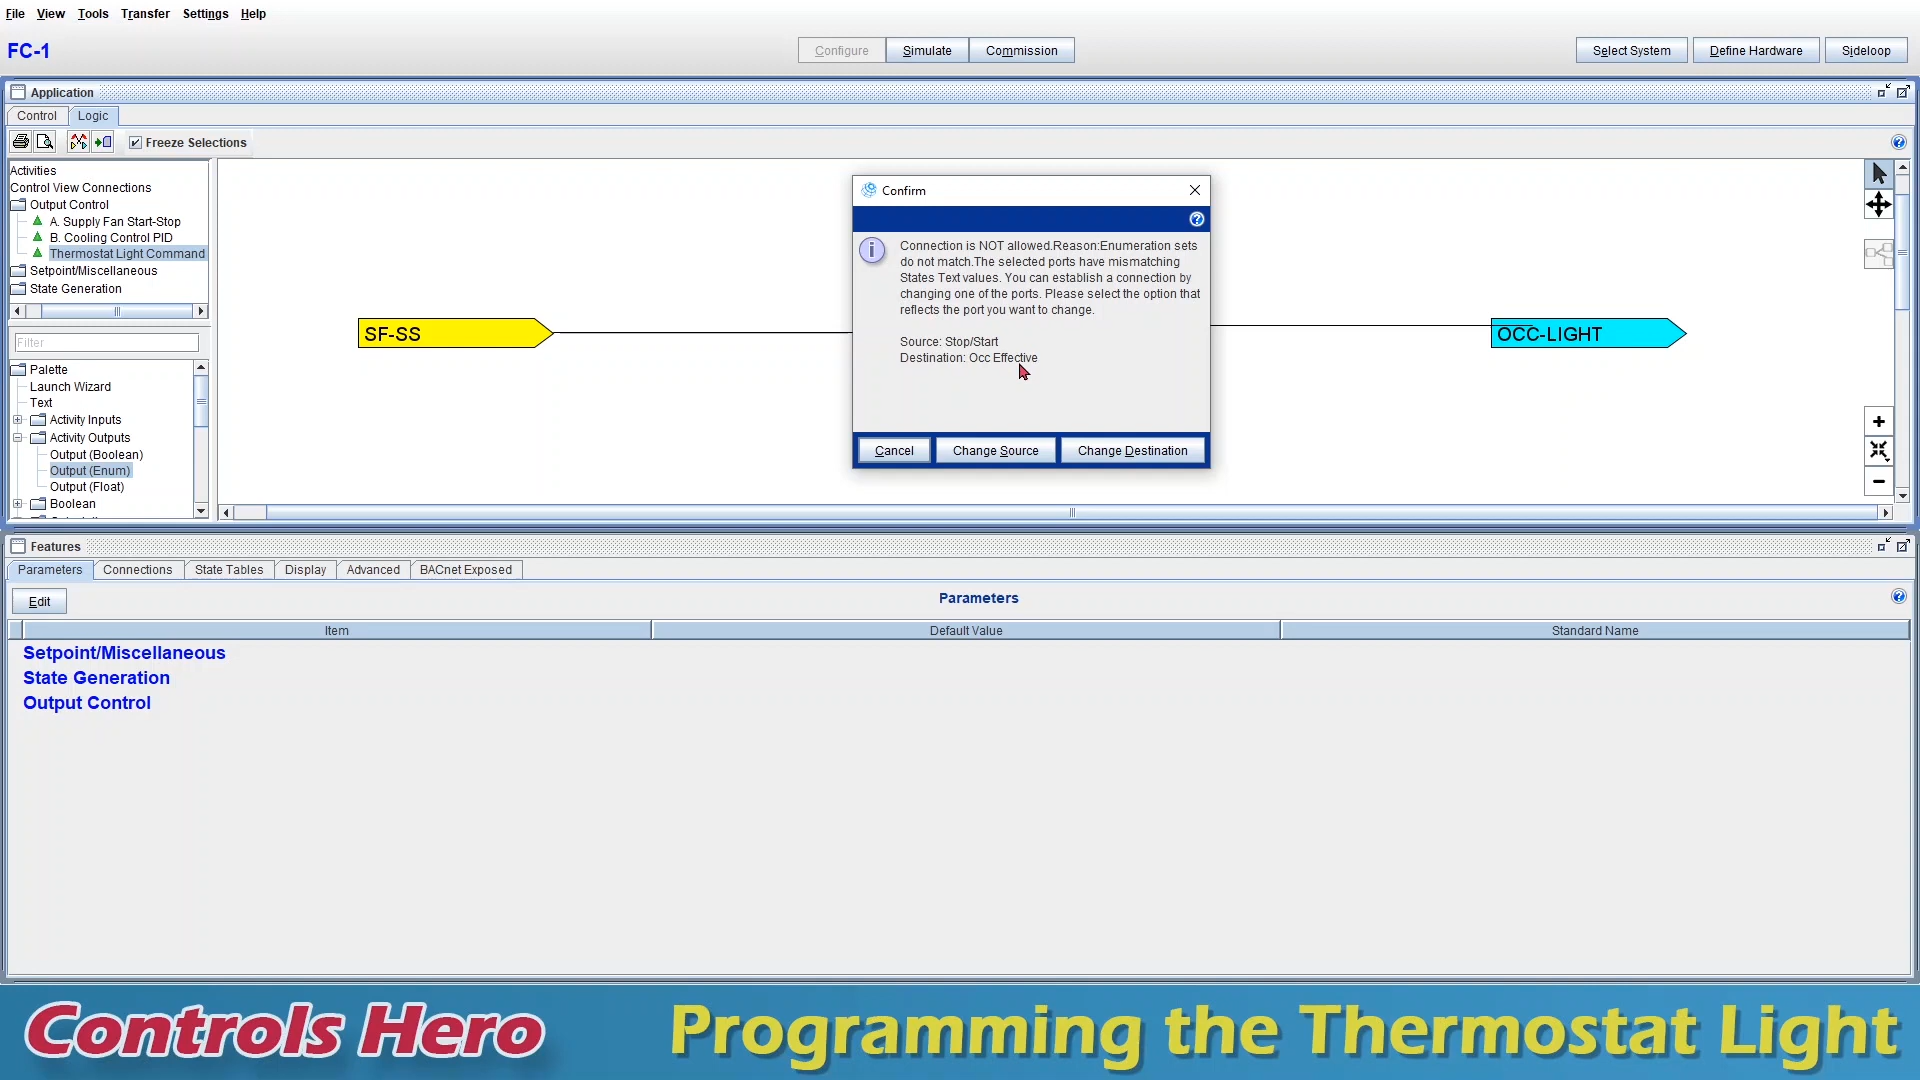 File View Tools Transfer Settings Help
FC-1
Configure Simulate Commission
Select System Define Hardware Sideloop
Application
Control Logic
Freeze Selections
Activities
Control View Connections
Output Control
A. Supply Fan Start-Stop
B. Cooling Control PID
Thermostat Light Command
Setpoint/Miscellaneous
State Generation
Filter
Palette
Launch Wizard
Text
Activity Inputs
Activity Outputs
Output (Boolean)
Output (Enum)
Output (Float)
Boolean
SF-SS
OCC-LIGHT
Confirm
Connection is NOT allowed.Reason:Enumeration sets
do not match.The selected ports have mismatching
States Text values. You can establish a connection by
changing one of the ports. Please select the option that
reflects the port you want to change.
Source: Stop/Start
Destination: Occ Effective
Cancel Change Source Change Destination
Features
Parameters Connections State Tables Display Advanced BACnet Exposed
Edit
Parameters
Item Default Value Standard Name
Setpoint/Miscellaneous
State Generation
Output Control
Controls Hero
Programming the Thermostat Light